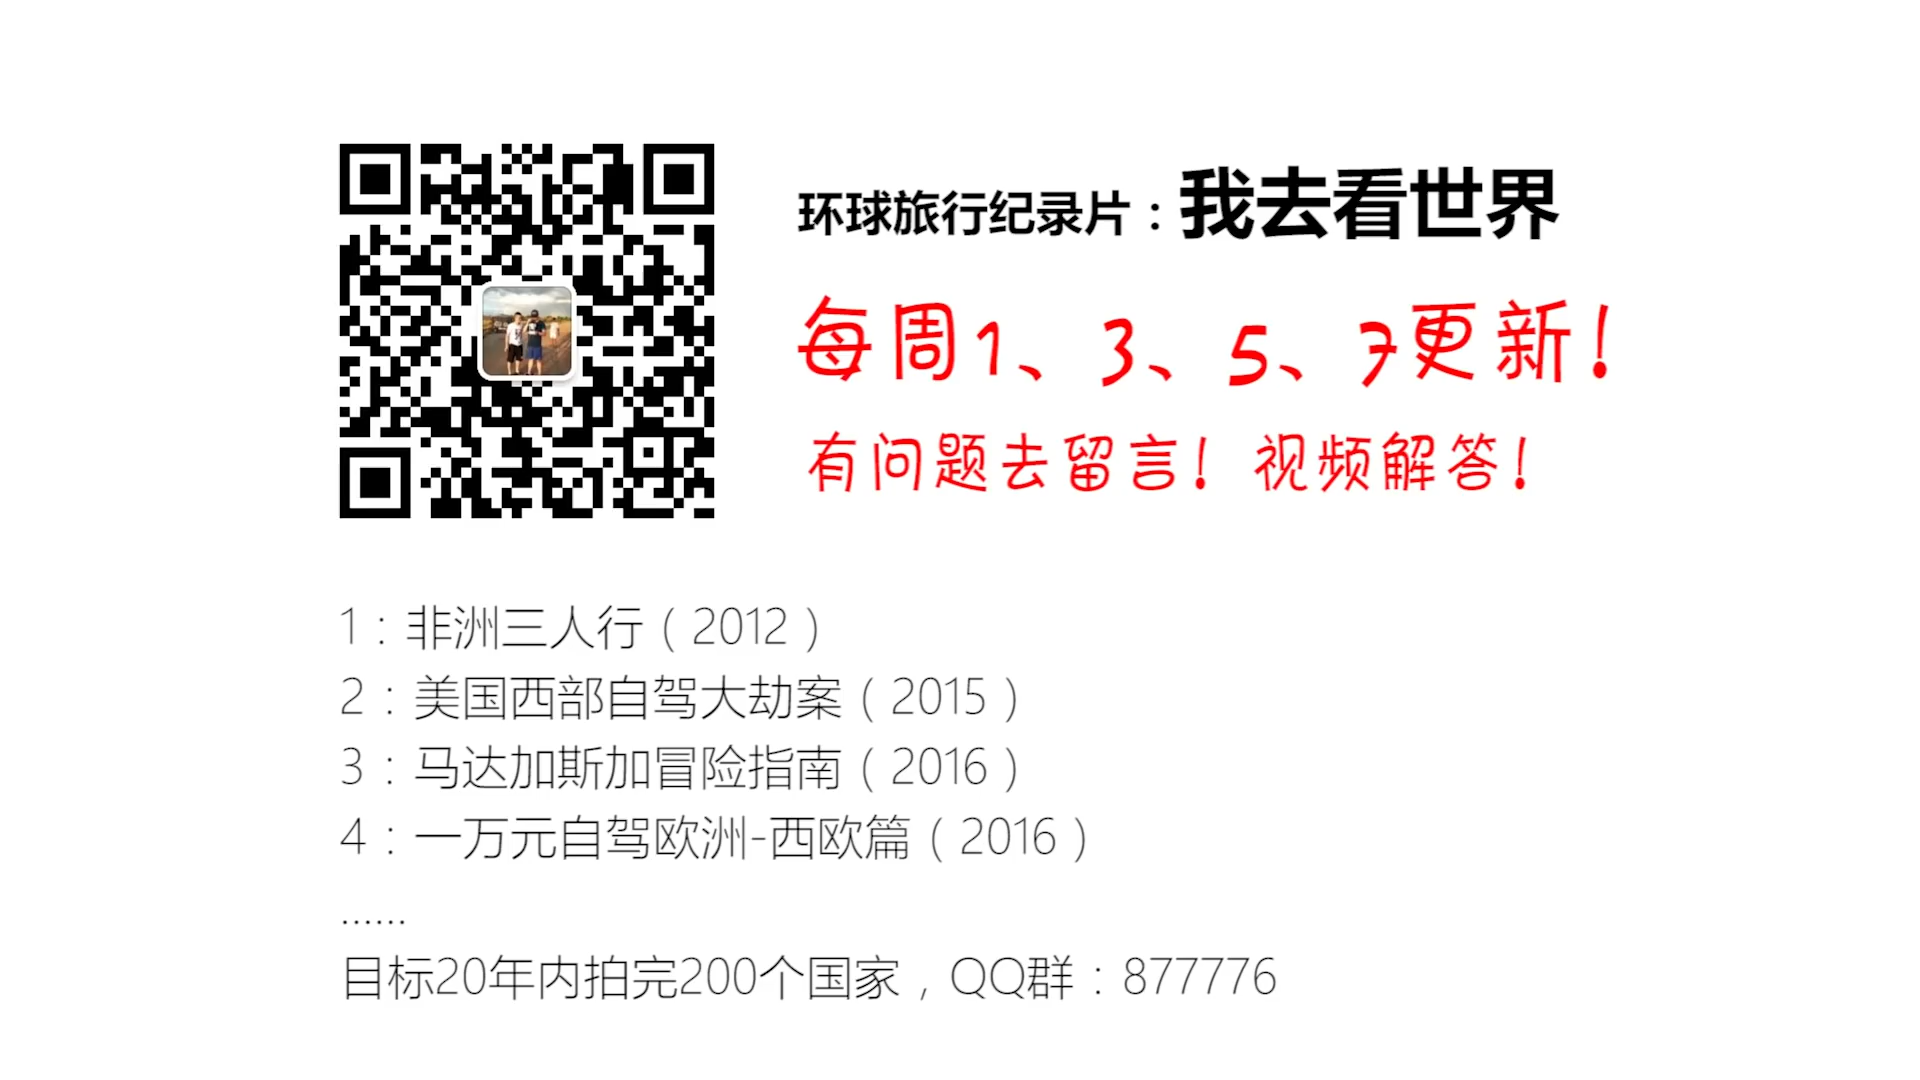 环球旅行纪录片：我去看世界
每周1、3、5、7更新！
有问题去留言！视频解答！
1：非洲三人行（2012）
2：美国西部自驾大劫案（2015）
3：马达加斯加冒险指南（2016）
4：一万元自驾欧洲-西欧篇（2016）
……
目标20年内拍完200个国家，QQ群：877776